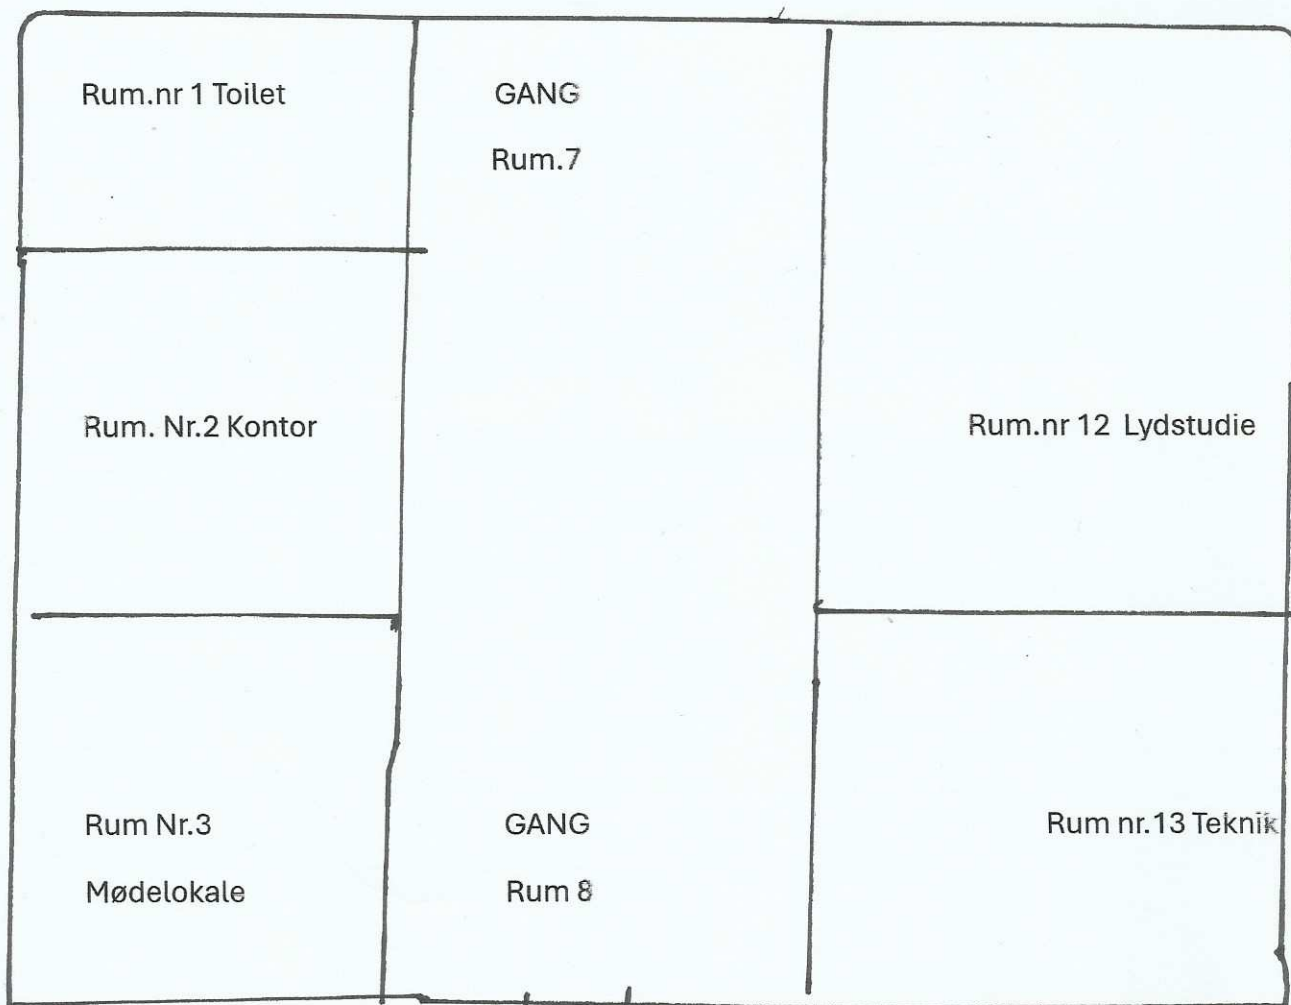 Rum.nr 1 Toilet
GANG
Rum.7
Rum. Nr.2 Kontor
Rum.nr 12  Lydstudie
Rum Nr.3
Mødelokale
GANG
Rum 8
Rum nr.13 Teknik